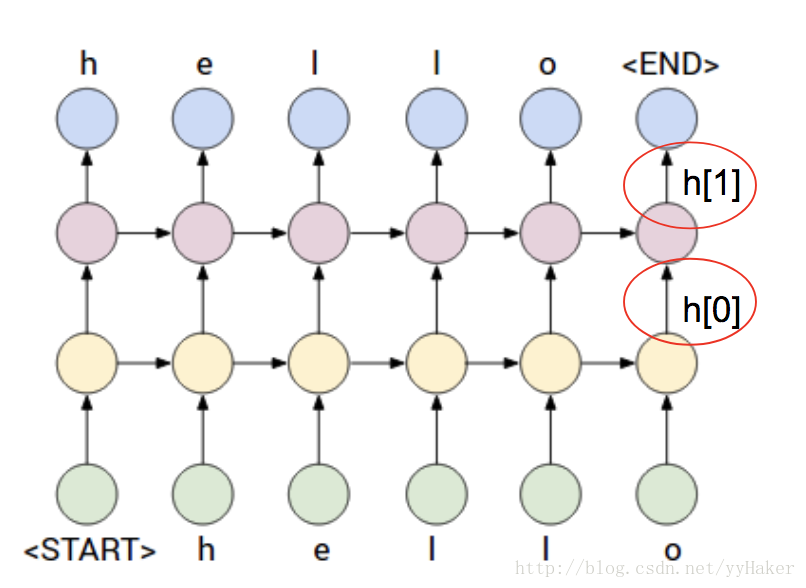 h e l l o <END>
h[1]
h[0]
<START> h e l l o
http://blog.csdn.net/yyHaker